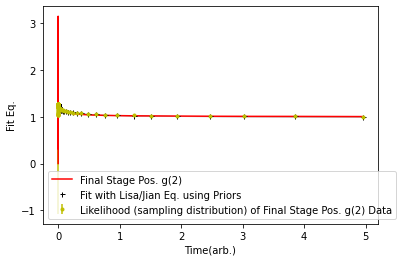 3
2
1
0
−1
Fit Eq.
Final Stage Pos. g(2)
Fit with Lisa/Jian Eq. using Priors
Likelihood (sampling distribution) of Final Stage Pos. g(2) Data
0 1 2 3 4 5
Time(arb.)